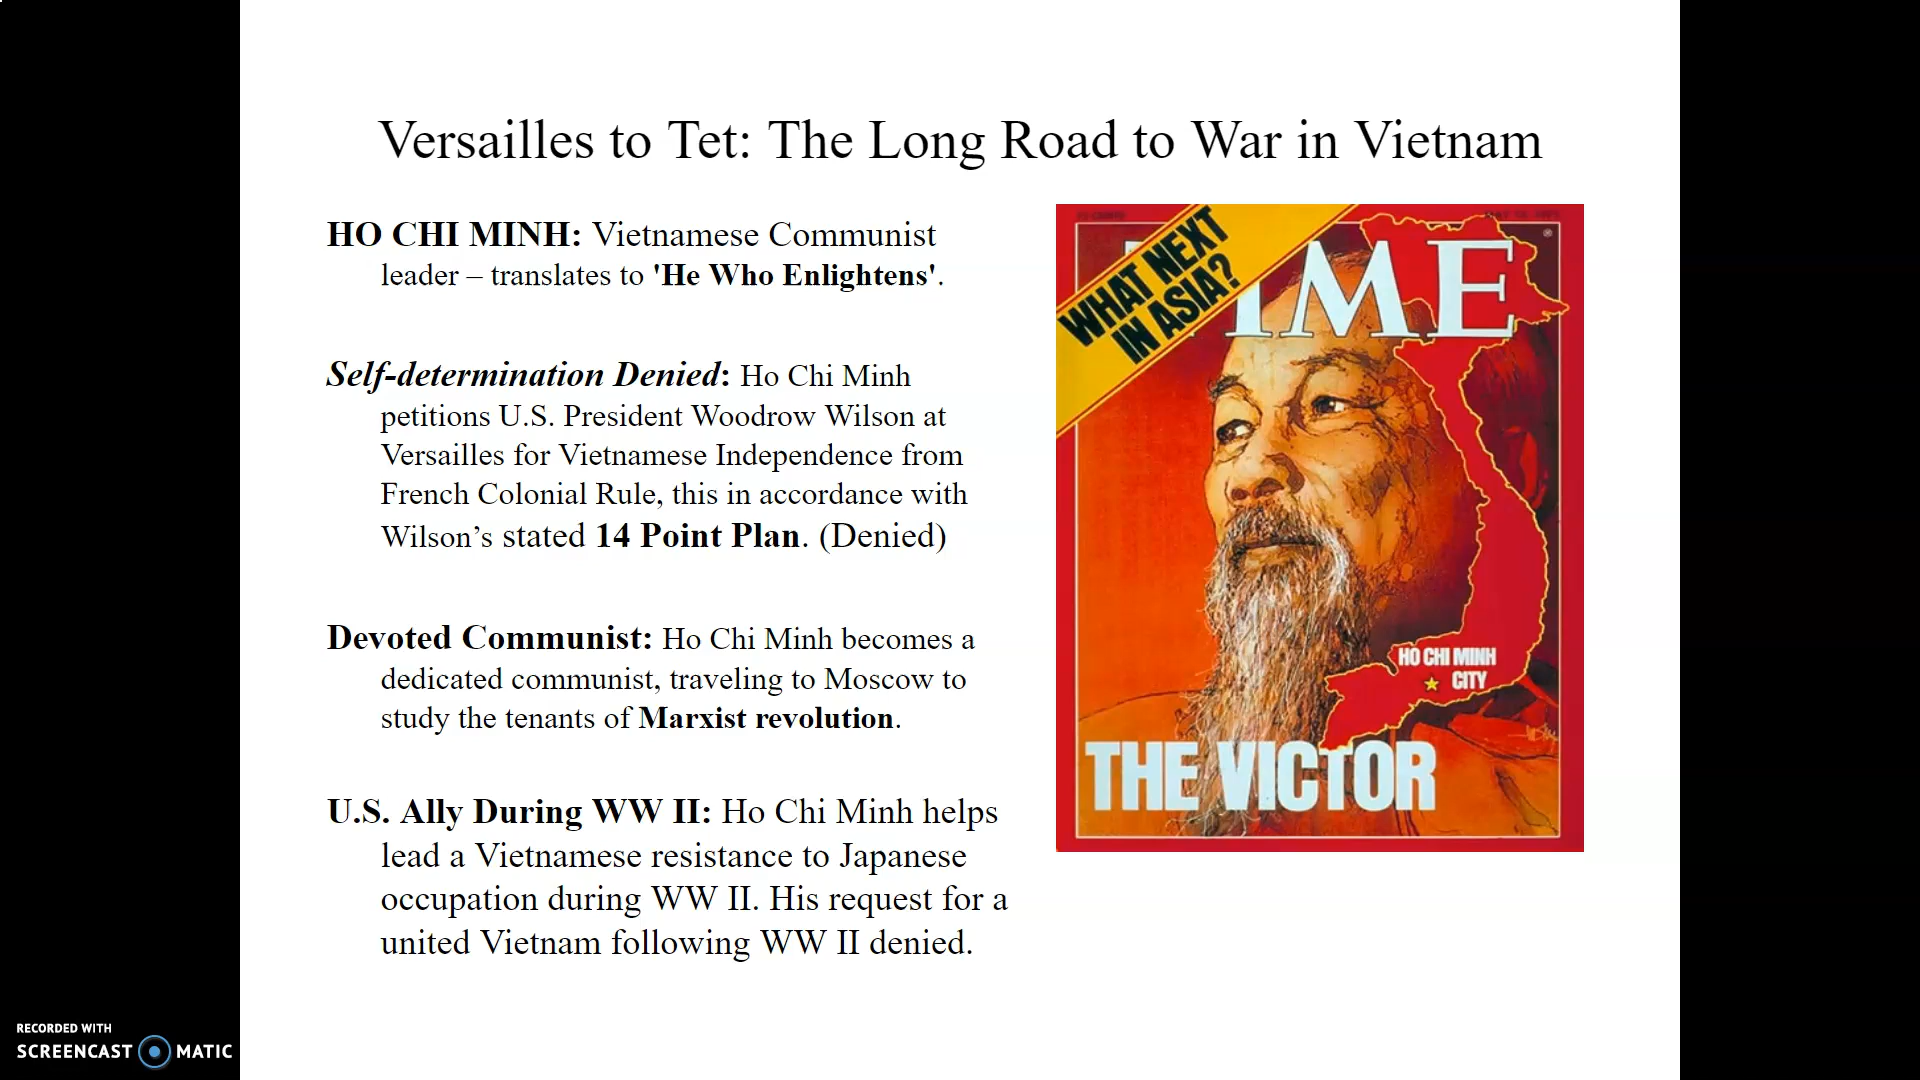 Versailles to Tet: The Long Road to War in Vietnam
HO CHI MINH: Vietnamese Communist
leader – translates to 'He Who Enlightens'.
Self-determination Denied: Ho Chi Minh
petitions U.S. President Woodrow Wilson at
Versailles for Vietnamese Independence from
French Colonial Rule, this in accordance with
Wilson’s stated 14 Point Plan. (Denied)
Devoted Communist: Ho Chi Minh becomes a
dedicated communist, traveling to Moscow to
study the tenants of Marxist revolution.
U.S. Ally During WW II: Ho Chi Minh helps
lead a Vietnamese resistance to Japanese
occupation during WW II. His request for a
united Vietnam following WW II denied.
WHAT NEXT
IN ASIA?
TIME
®
HO CHI MINH
CITY
THE VICTOR
RECORDED WITH
SCREENCAST MATIC